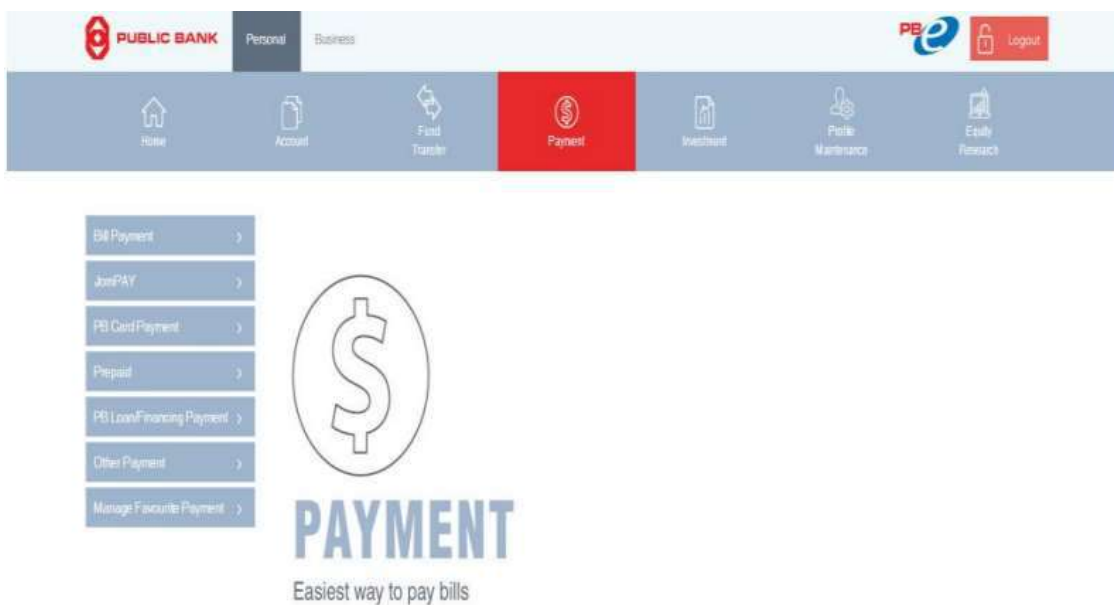 PUBLIC BANK
Personal
Business
PBe
Logout
Home
Account
Fund
Transfer
Payment
Investment
Profile
Maintenance
Equity
Research
Bill Payment
JomPAY
PB Card Payment
Prepaid
PB Loan/Financing Payment
Other Payment
Manage Favourite Payment
PAYMENT
Easiest way to pay bills